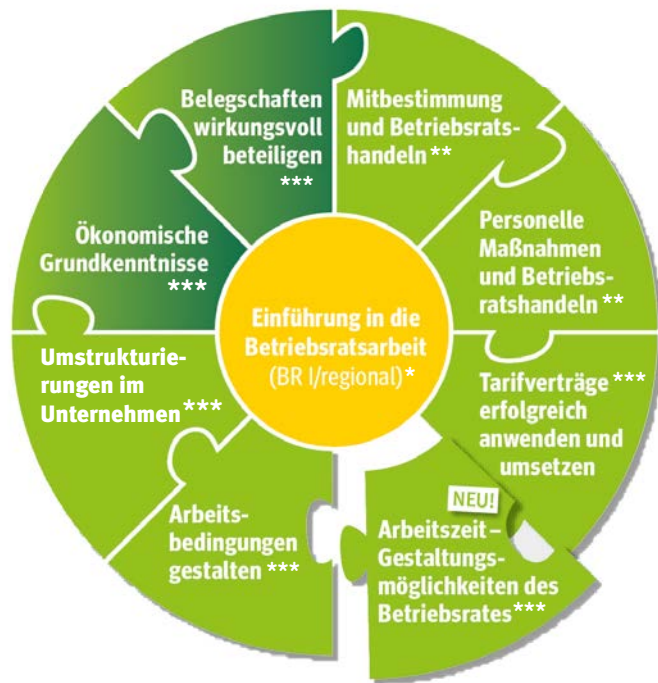 Belegschaften
wirkungsvoll
beteiligen
***
Mitbestimmung
und Betriebsrats-
handeln **
Personelle
Maßnahmen
und Betriebs-
ratshandeln **
Tarifverträge ***
erfolgreich
anwenden und
umsetzen
NEU!
Arbeitszeit –
Gestaltungs-
möglichkeiten des
Betriebsrates ***
Arbeits-
bedingungen
gestalten ***
Umstrukturie-
rungen im
Unternehmen ***
Ökonomische
Grundkenntnisse
***
Einführung in die
Betriebsratsarbeit
(BR I/regional) *